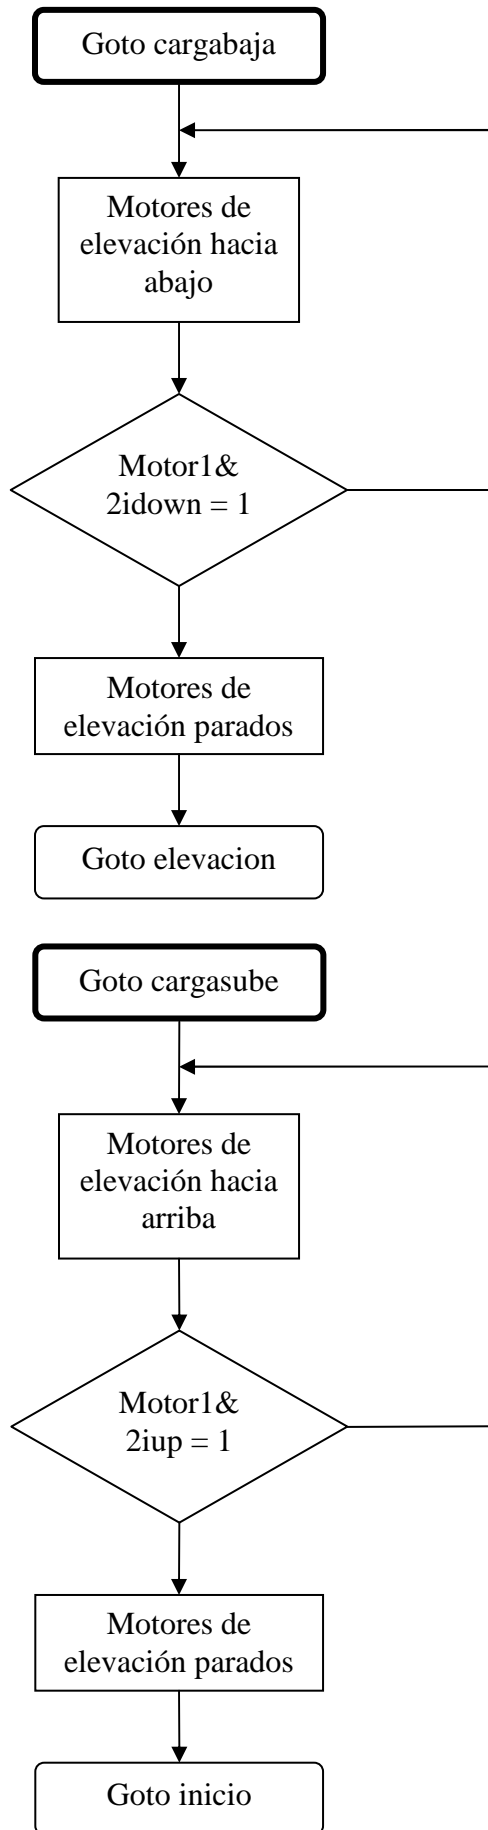 Goto cargabaja
Motores de
elevación hacia
abajo
Motor1&
2idown = 1
Motores de
elevación parados
Goto elevacion
Goto cargasube
Motores de
elevación hacia
arriba
Motor1&
2iup = 1
Motores de
elevación parados
Goto inicio